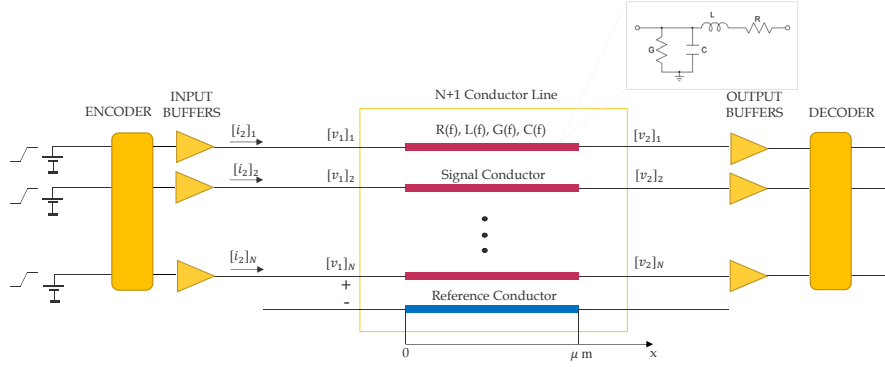 L
R
G
C
N+1 Conductor Line
ENCODER
INPUT
BUFFERS
OUTPUT
BUFFERS
DECODER
[i₂]₁
[v₁]₁
R(f), L(f), G(f), C(f)
[v₂]₁
[i₂]₂
[v₁]₂
Signal Conductor
[v₂]₂
[i₂]N
[v₁]N
[v₂]N
+
-
Reference Conductor
0
μ m
x